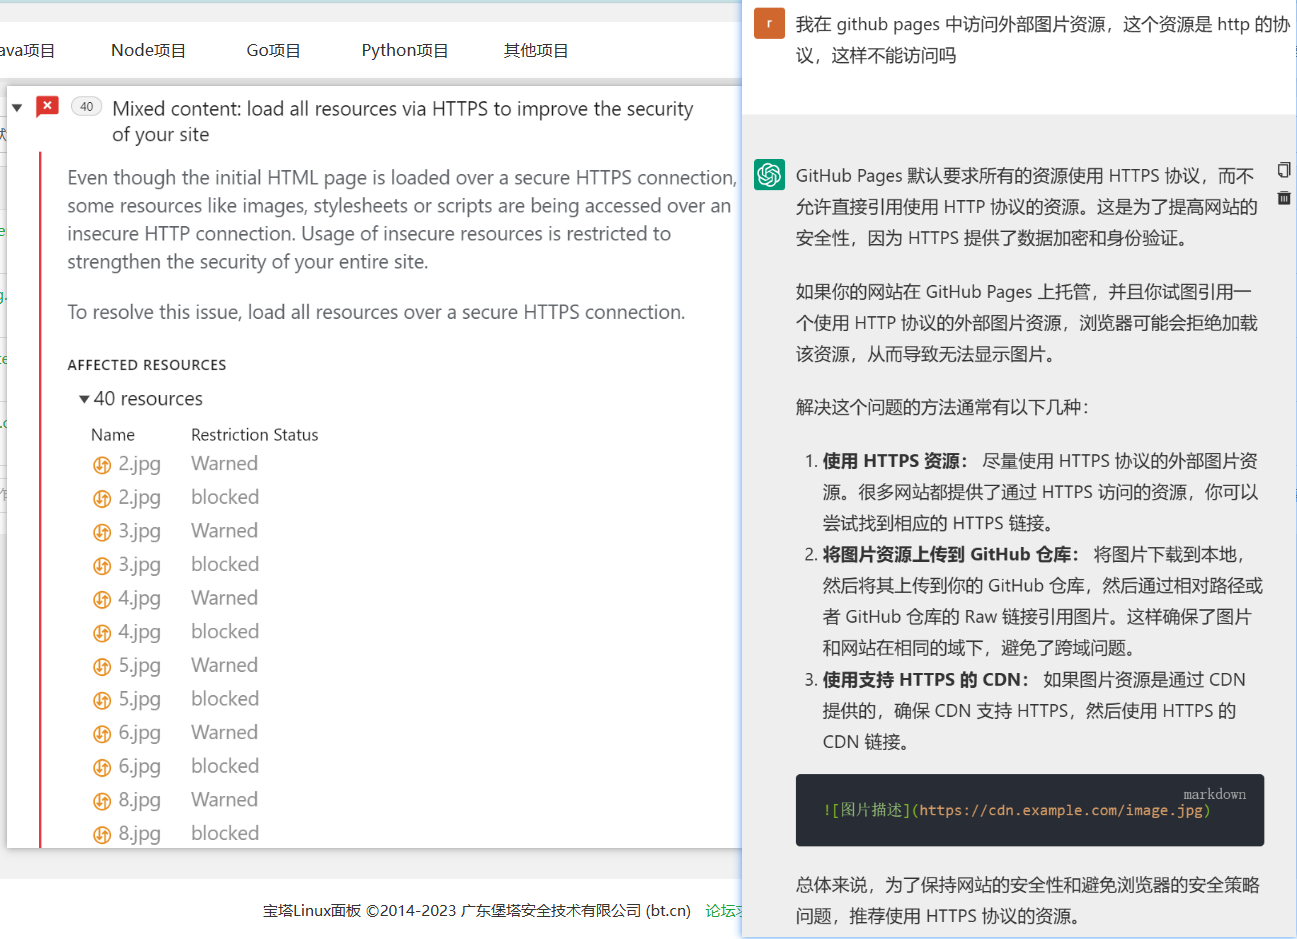 ava项目
Node项目
Go项目
Python项目
其他项目
40
Mixed content: load all resources via HTTPS to improve the security
of your site
Even though the initial HTML page is loaded over a secure HTTPS connection,
some resources like images, stylesheets or scripts are being accessed over an
insecure HTTP connection. Usage of insecure resources is restricted to
strengthen the security of your entire site.
To resolve this issue, load all resources over a secure HTTPS connection.
AFFECTED RESOURCES
40 resources
Name Restriction Status
2.jpg Warned
2.jpg blocked
3.jpg Warned
3.jpg blocked
4.jpg Warned
4.jpg blocked
5.jpg Warned
5.jpg blocked
6.jpg Warned
6.jpg blocked
8.jpg Warned
8.jpg blocked
宝塔Linux面板 ©2014-2023 广东堡塔安全技术有限公司 (bt.cn) 论坛
r
我在 github pages 中访问外部图片资源，这个资源是 http 的协
议，这样不能访问吗
GitHub Pages 默认要求所有的资源使用 HTTPS 协议，而不
允许直接引用使用 HTTP 协议的资源。这是为了提高网站的
安全性，因为 HTTPS 提供了数据加密和身份验证。
如果你的网站在 GitHub Pages 上托管，并且你试图引用一
个使用 HTTP 协议的外部图片资源，浏览器可能会拒绝加载
该资源，从而导致无法显示图片。
解决这个问题的方法通常有以下几种：
1. 使用 HTTPS 资源： 尽量使用 HTTPS 协议的外部图片资
源。很多网站都提供了通过 HTTPS 访问的资源，你可以
尝试找到相应的 HTTPS 链接。
2. 将图片资源上传到 GitHub 仓库： 将图片下载到本地，
然后将其上传到你的 GitHub 仓库，然后通过相对路径或
者 GitHub 仓库的 Raw 链接引用图片。这样确保了图片
和网站在相同的域下，避免了跨域问题。
3. 使用支持 HTTPS 的 CDN： 如果图片资源是通过 CDN
提供的，确保 CDN 支持 HTTPS，然后使用 HTTPS 的
CDN 链接。
markdown
![图片描述](https://cdn.example.com/image.jpg)
总体来说，为了保持网站的安全性和避免浏览器的安全策略
问题，推荐使用 HTTPS 协议的资源。